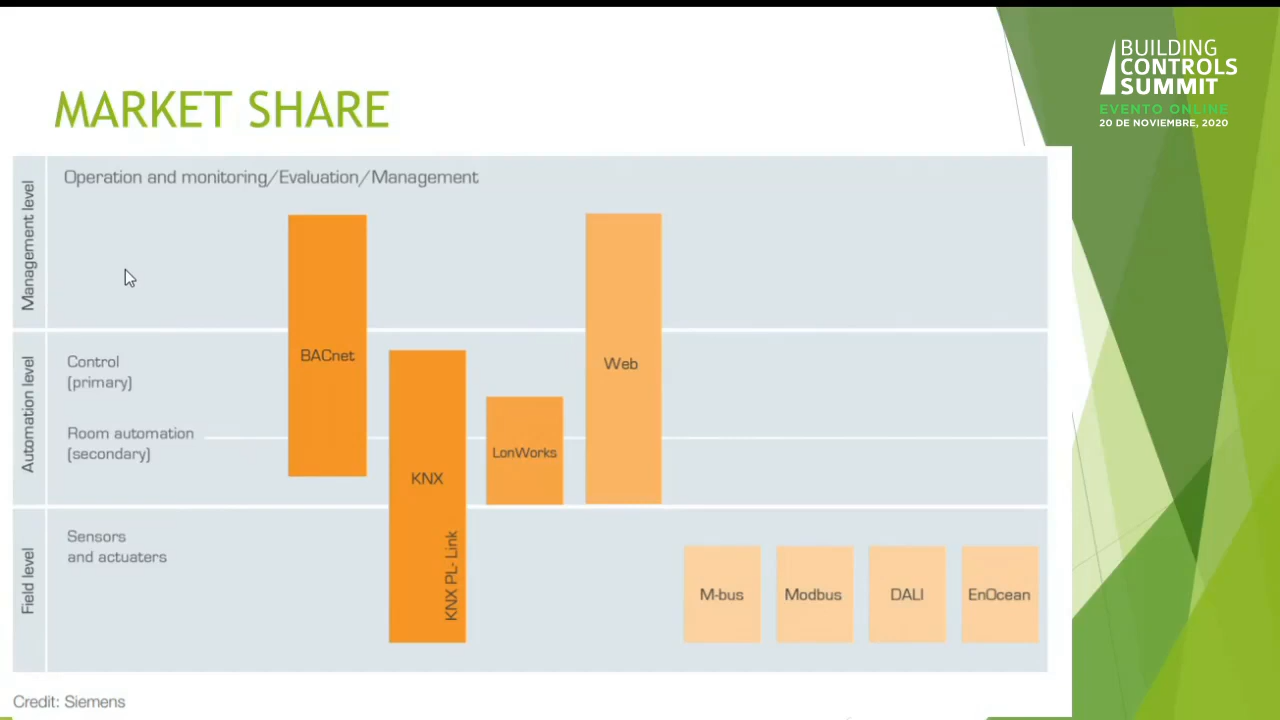 BUILDING
CONTROLS
SUMMIT
EVENTO ONLINE
20 DE NOVIEMBRE, 2020
MARKET SHARE
Management level
Operation and monitoring/Evaluation/Management
Automation level
Control
(primary)
Room automation
(secondary)
Field level
Sensors
and actuaters
BACnet
KNX
KNX PL- Link
LonWorks
Web
M-bus
Modbus
DALI
EnOcean
Credit: Siemens